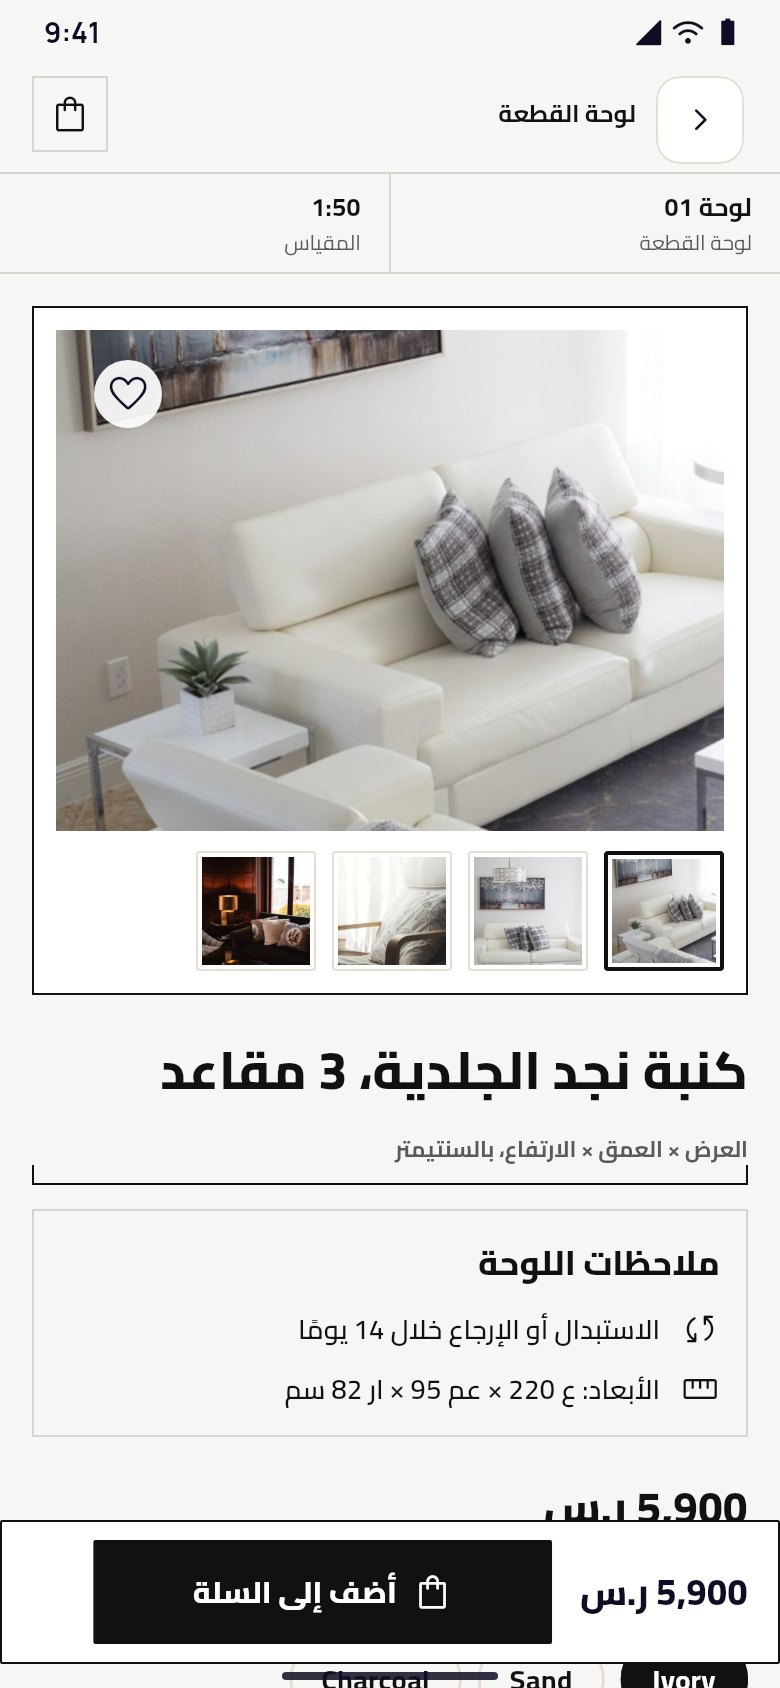 9:41
لوحة القطعة
لوحة 01
لوحة القطعة
1:50
المقياس
كنبة نجد الجلدية، 3 مقاعد
العرض × العمق × الارتفاع، بالسنتيمتر
ملاحظات اللوحة
الاستبدال أو الإرجاع خلال 14 يومًا
الأبعاد: ع 220 × عم 95 × ار 82 سم
5,900 ر.س
5,900 ر.س
أضف إلى السلة
Ivory
Sand
Charcoal